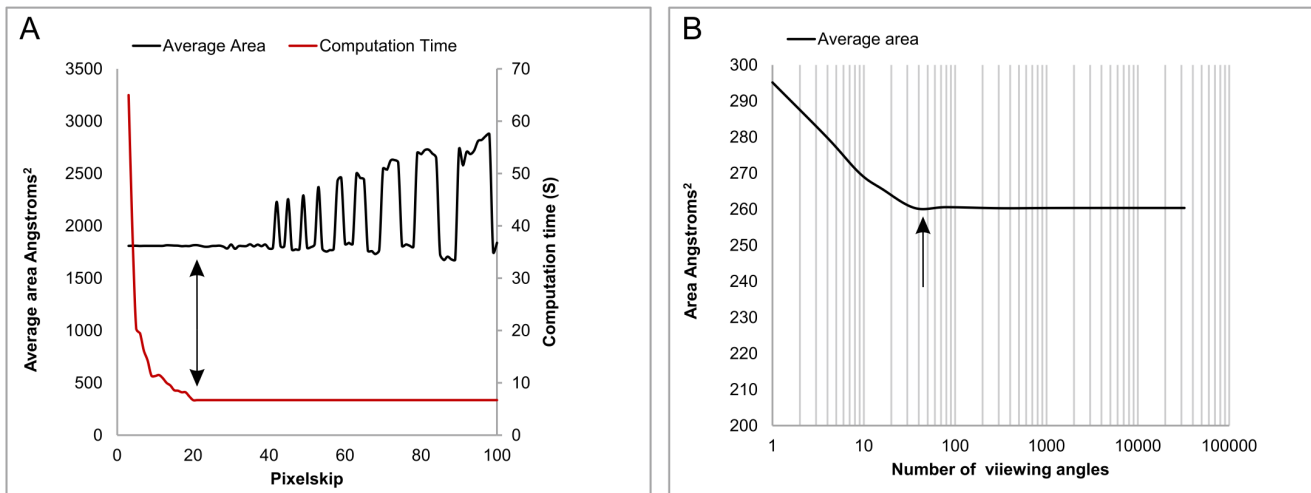 A
Average Area
Computation Time
Average area Angstroms²
3500
3000
2500
2000
1500
1000
500
0
70
60
50
40
30
20
10
0
Computation time (S)
0 20 40 60 80 100
Pixelskip
B
Average area
Area Angstroms²
300
290
280
270
260
250
240
230
220
210
200
1 10 100 1000 10000 100000
Number of viiewing angles